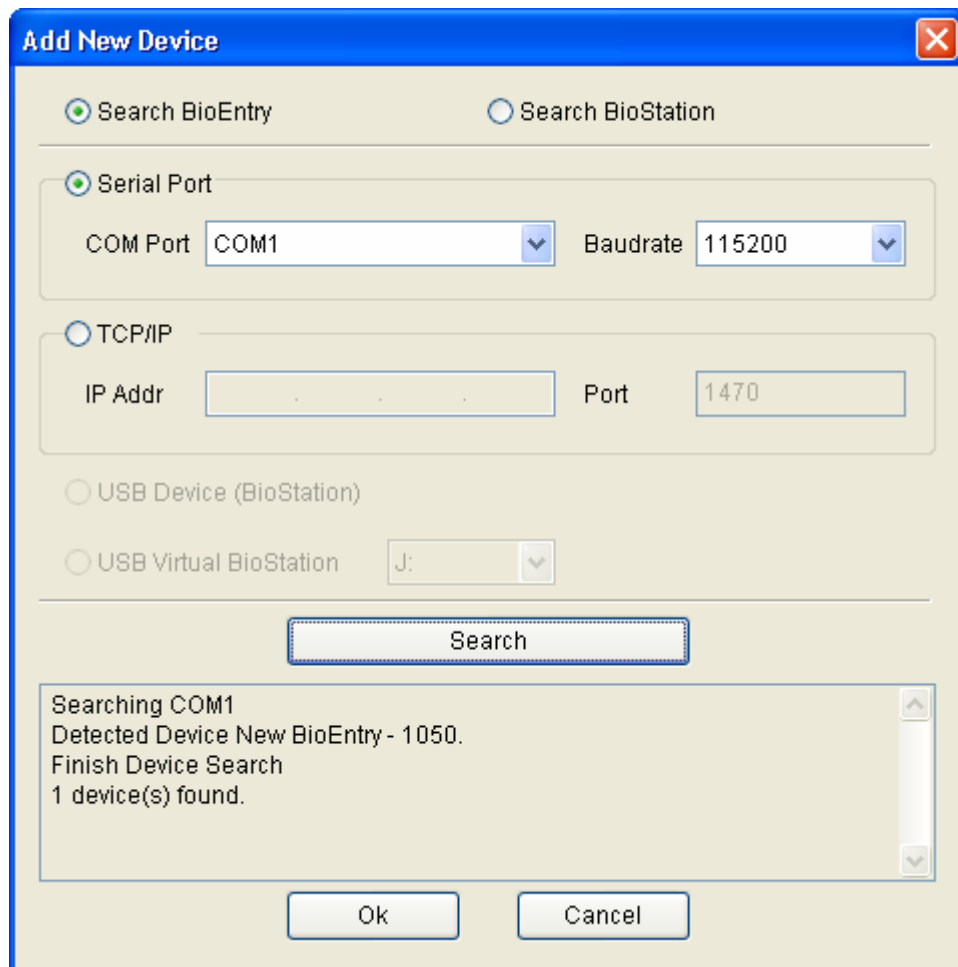 Add New Device
Search BioEntry Search BioStation
Serial Port
COM Port COM1 Baudrate 115200
TCP/IP
IP Addr . . . Port 1470
USB Device (BioStation)
USB Virtual BioStation J:
Search
Searching COM1
Detected Device New BioEntry - 1050.
Finish Device Search
1 device(s) found.
Ok Cancel